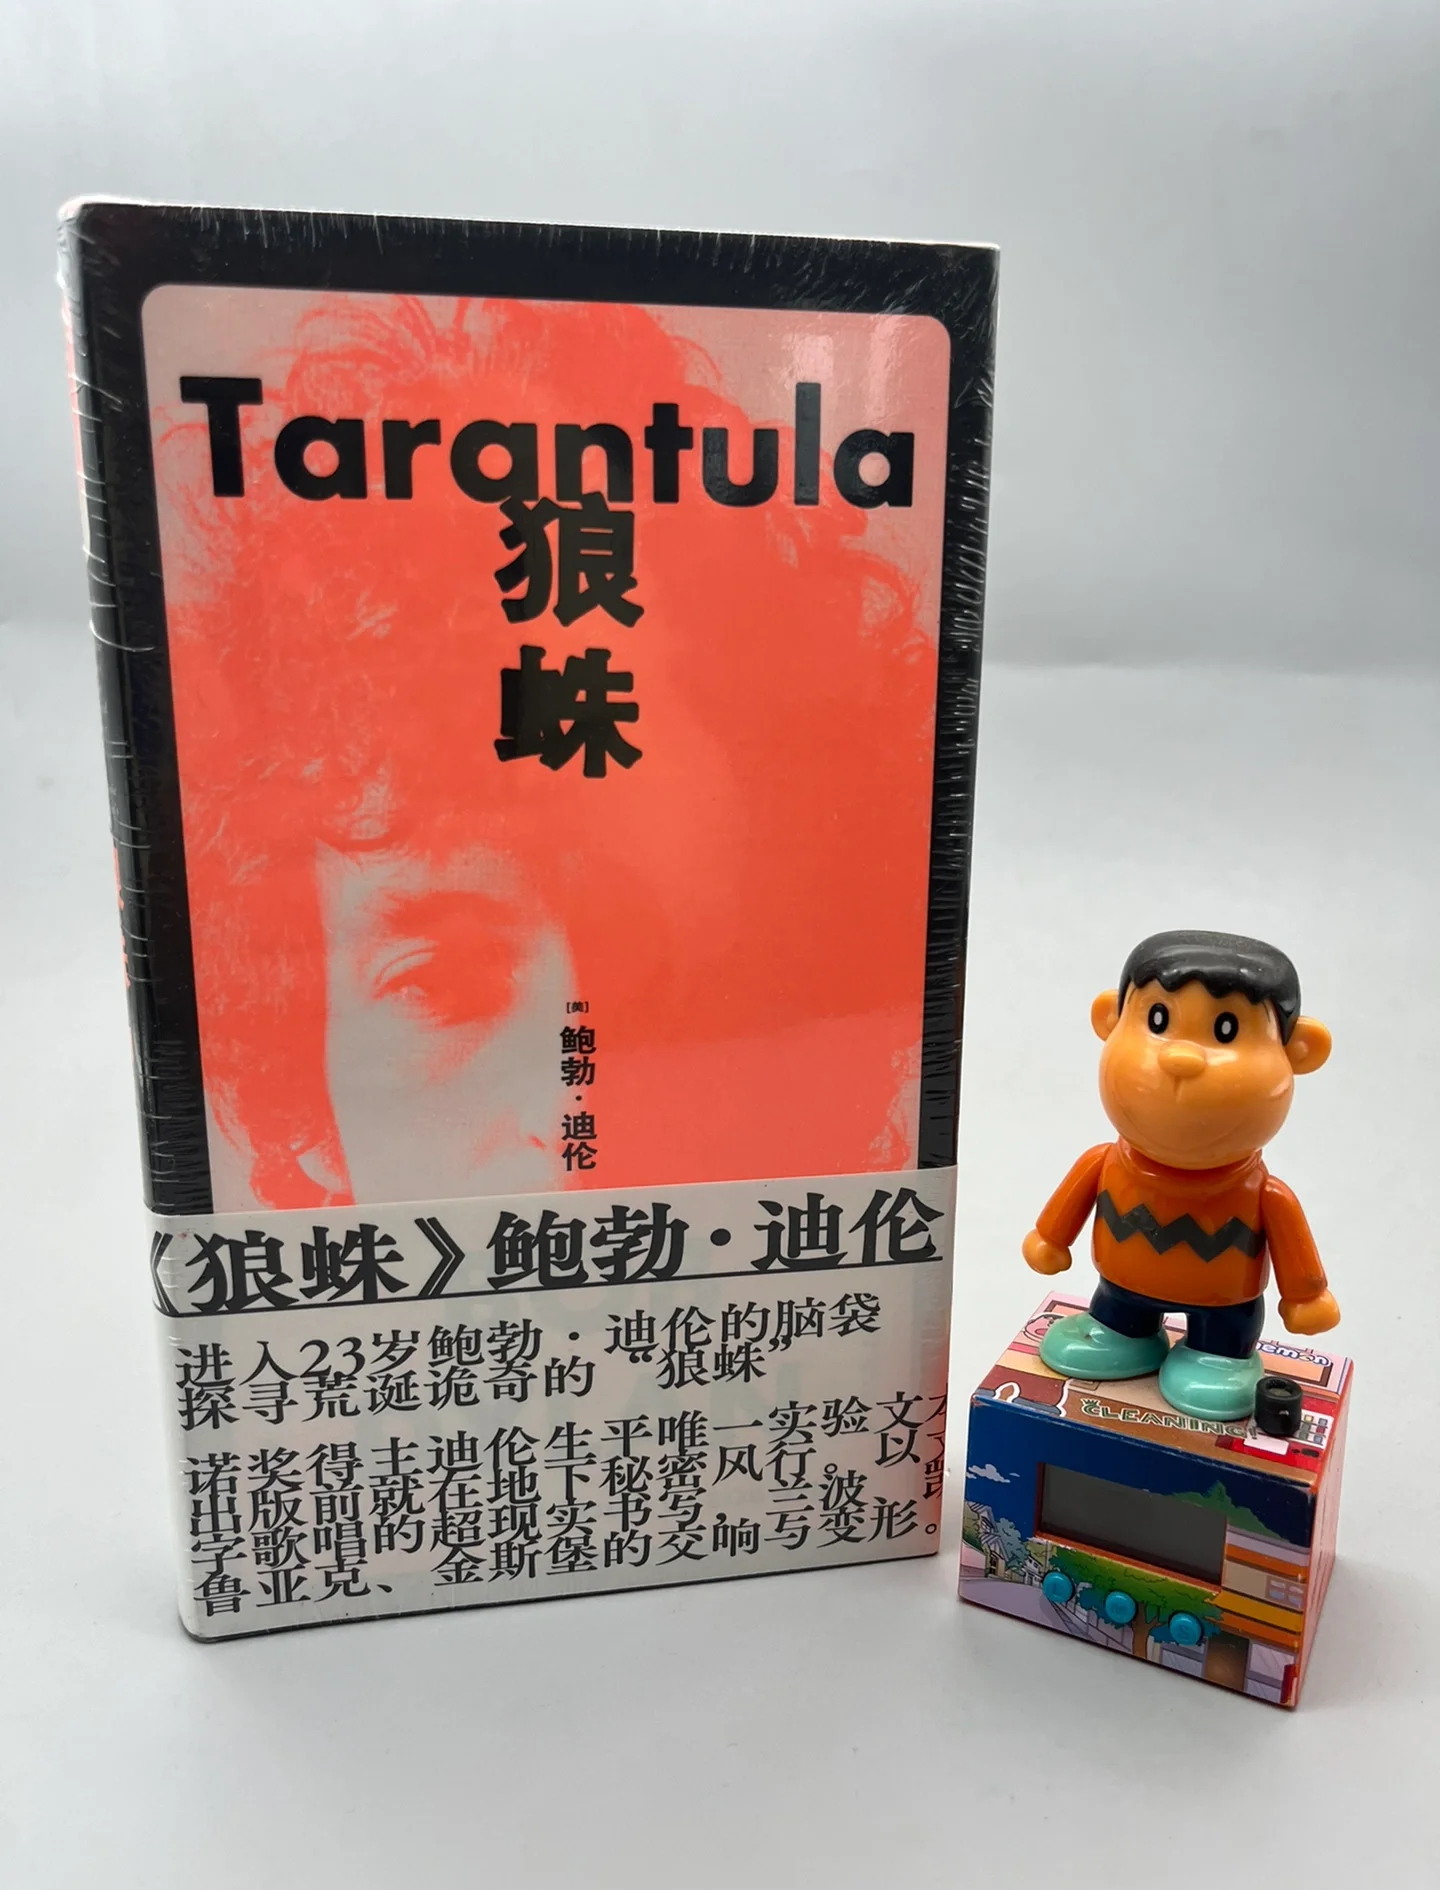 Tarantula
狼
蛛
[美]
鲍
勃
·
迪
伦
《狼蛛》鲍勃·迪伦
进入23岁鲍勃·迪伦的脑袋
探寻荒诞诡奇的“狼蛛”
诺奖得主迪伦生平唯一实验文本
出版前就在地下秘密风行。以文
字歌唱的超现实书写，兰波、凯
鲁亚克、金斯堡的交响与变形。
CLEANING!